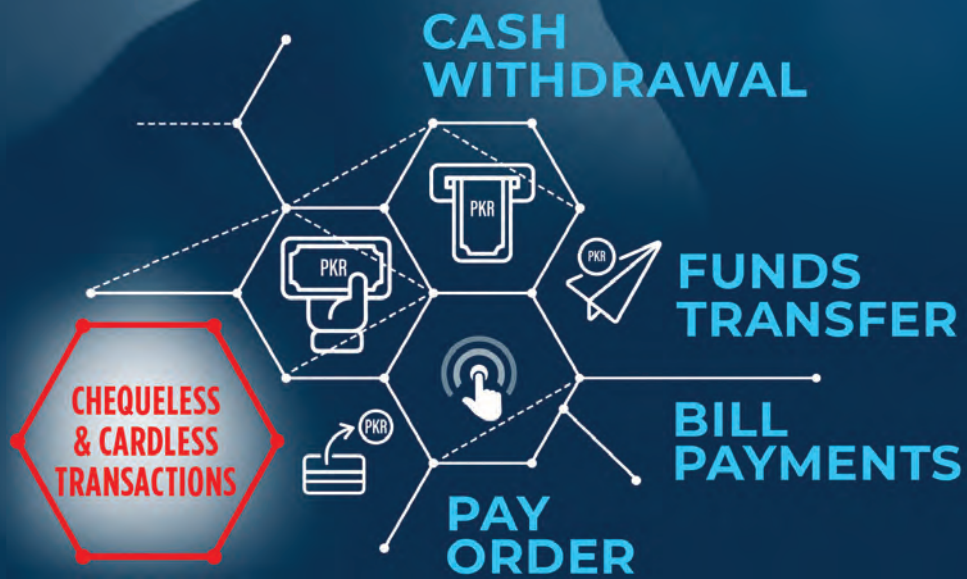 CASH
WITHDRAWAL
PKR
PKR
PKR
FUNDS
TRANSFER
CHEQUELESS
& CARDLESS
TRANSACTIONS
PKR
BILL
PAYMENTS
PAY
ORDER